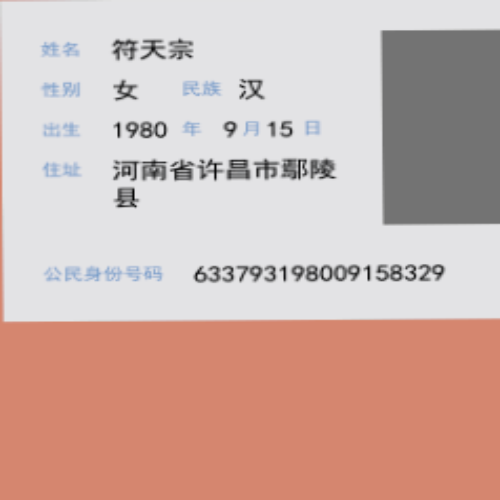 姓名 符天宗
性别 女 民族 汉
出生 1980 年 9 月 15 日
住址 河南省许昌市鄢陵
县
公民身份号码 633793198009158329